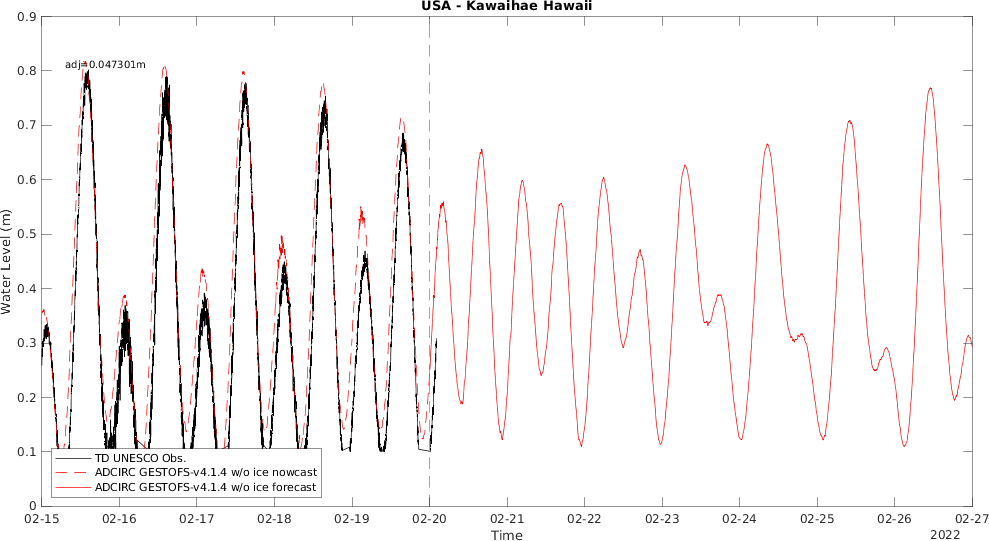 USA - Kawaihae Hawaii
adj=0.047301m
Water Level (m)
0.9
0.8
0.7
0.6
0.5
0.4
0.3
0.2
0.1
0
TD UNESCO Obs.
ADCIRC GESTOFS-v4.1.4 w/o ice nowcast
ADCIRC GESTOFS-v4.1.4 w/o ice forecast
02-15 02-16 02-17 02-18 02-19 02-20 02-21 02-22 02-23 02-24 02-25 02-26 02-27
Time
2022